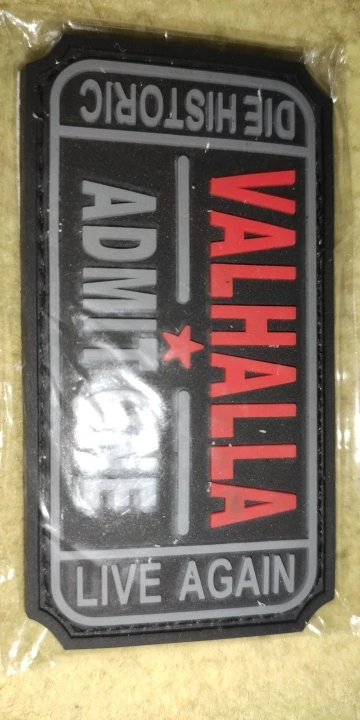 DIE HISTORIC
VALHALLA
ADMIT ONE
LIVE AGAIN